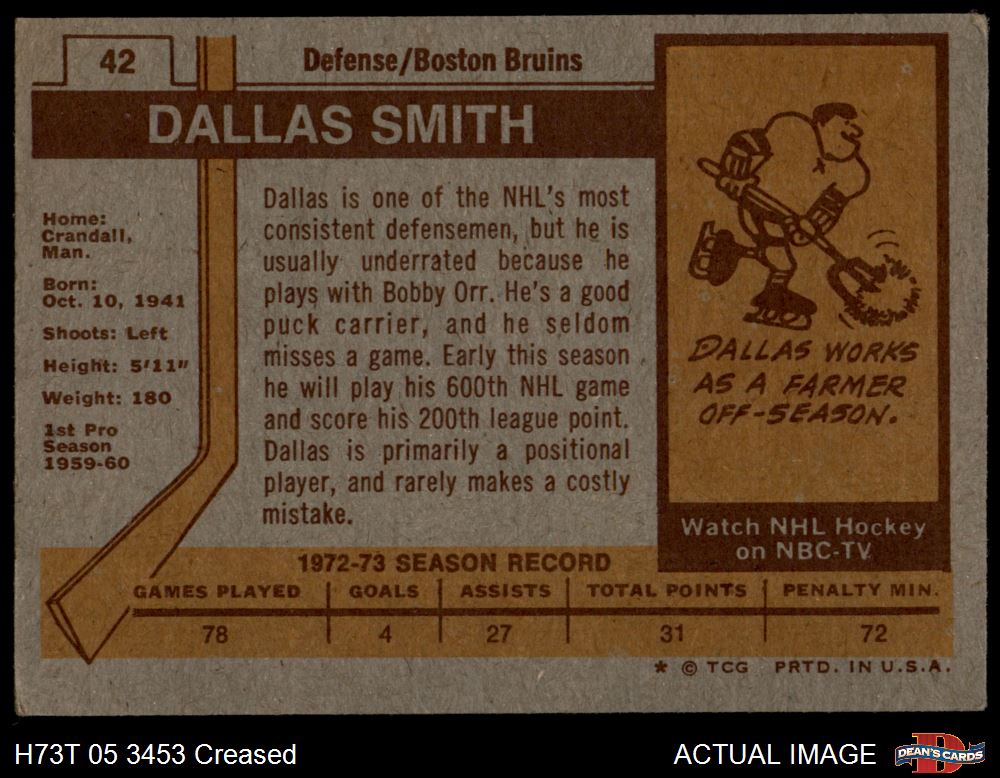 42
Defense/Boston Bruins
DALLAS SMITH
Home:
Crandall,
Man.
Born:
Oct. 10, 1941
Shoots: Left
Height: 5'11"
Weight: 180
1st Pro
Season
1959-60
Dallas is one of the NHL's most
consistent defensemen, but he is
usually underrated because he
plays with Bobby Orr. He's a good
puck carrier, and he seldom
misses a game. Early this season
he will play his 600th NHL game
and score his 200th league point.
Dallas is primarily a positional
player, and rarely makes a costly
mistake.
DALLAS WORKS
AS A FARMER
OFF-SEASON.
Watch NHL Hockey
on NBC-TV
1972-73 SEASON RECORD
GAMES PLAYED GOALS ASSISTS TOTAL POINTS PENALTY MIN.
78 4 27 31 72
* © TCG PRTD. IN U.S.A.
H73T 05 3453 Creased
ACTUAL IMAGE
DEAN'S CARDS